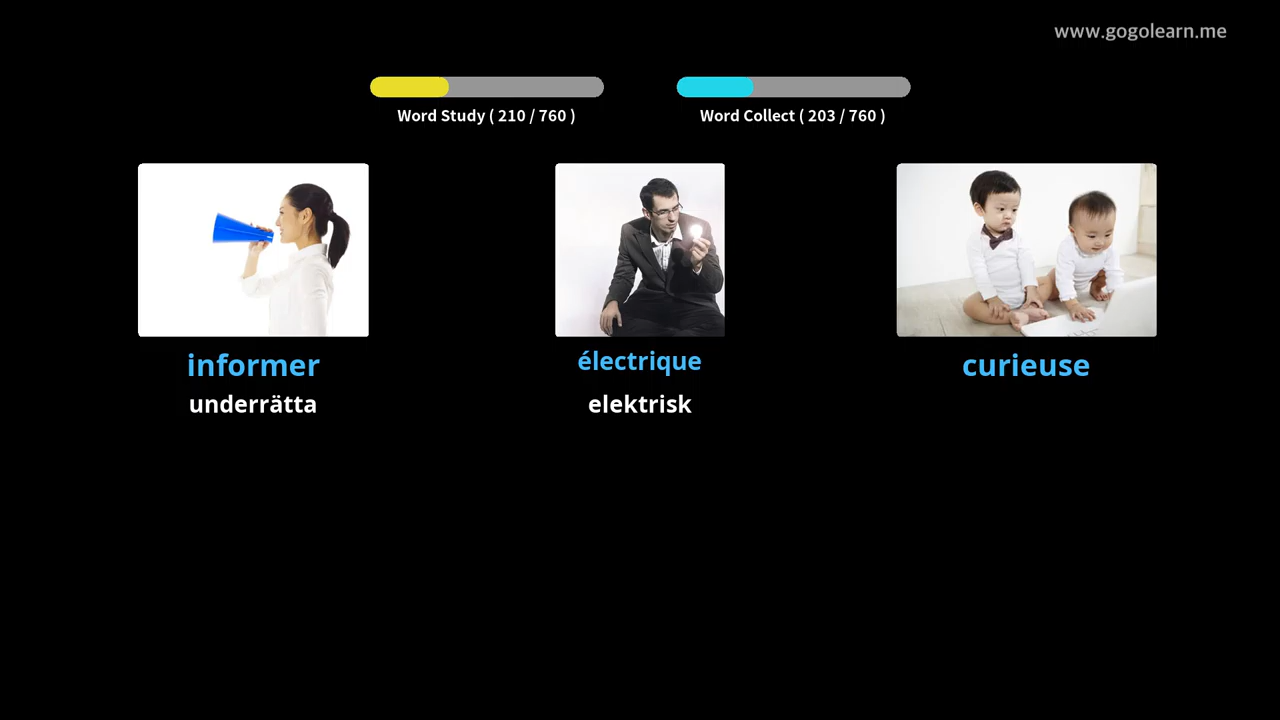 www.gogolearn.me
Word Study ( 210 / 760 )
Word Collect ( 203 / 760 )
informer
électrique
curieuse
underrätta
elektrisk